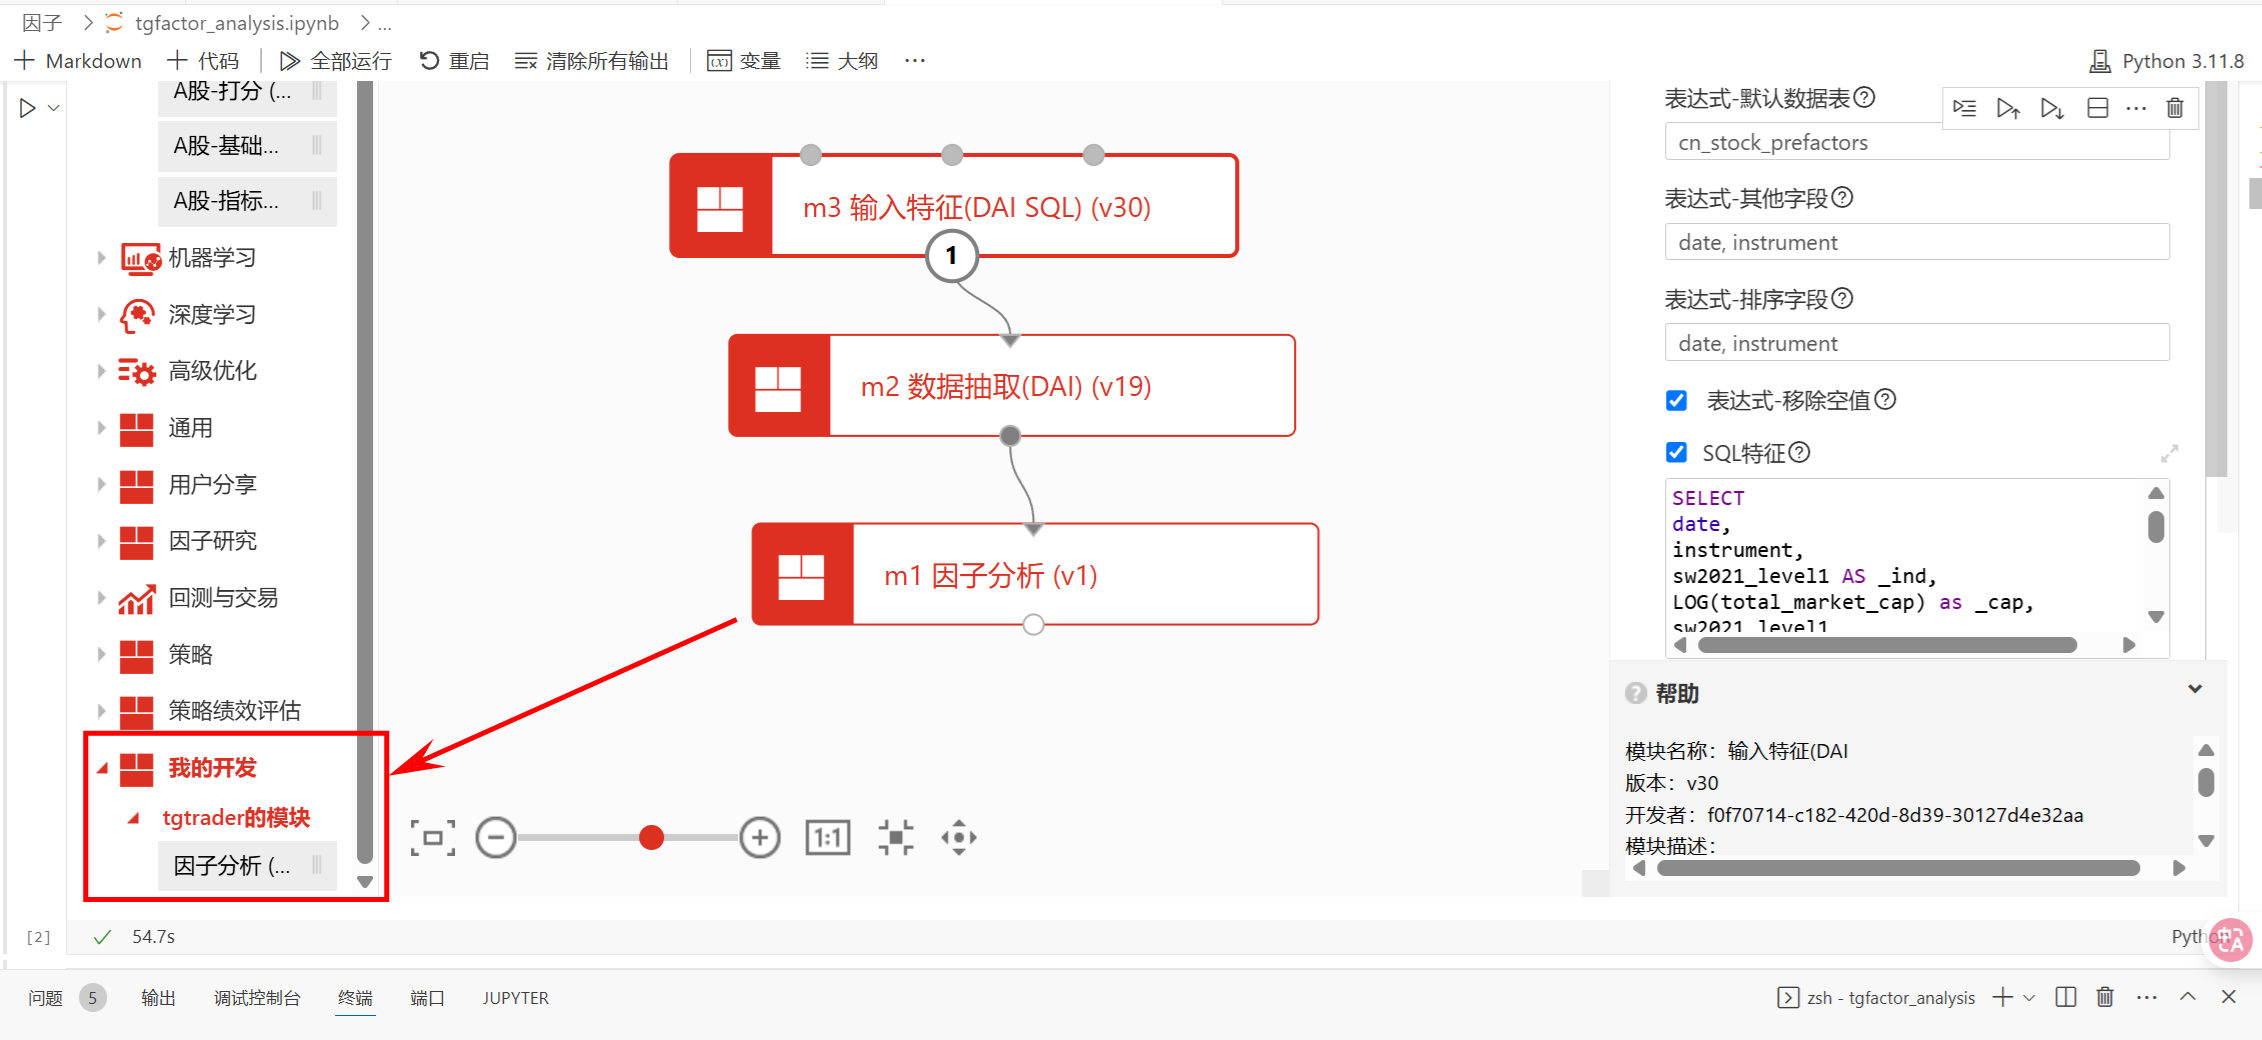 因子 > tgfactor_analysis.ipynb > ...
+ Markdown + 代码 | 全部运行 重启 清除所有输出 | 变量 大纲 ...
Python 3.11.8
A股-打分 (...
A股-基础...
A股-指标...
机器学习
深度学习
高级优化
通用
用户分享
因子研究
回测与交易
策略
策略绩效评估
我的开发
tgtrader的模块
因子分析 (...
m3 输入特征(DAI SQL) (v30)
1
m2 数据抽取(DAI) (v19)
m1 因子分析 (v1)
1:1
表达式-默认数据表?
cn_stock_prefactors
表达式-其他字段?
date, instrument
表达式-排序字段?
date, instrument
表达式-移除空值?
SQL特征?
SELECT
date,
instrument,
sw2021_level1 AS _ind,
LOG(total_market_cap) as _cap,
sw2021_level1
? 帮助
模块名称：输入特征(DAI
版本：v30
开发者：f0f70714-c182-420d-8d39-30127d4e32aa
模块描述：
[2] 54.7s
Python
问题 5 输出 调试控制台 终端 端口 JUPYTER
zsh - tgfactor_analysis